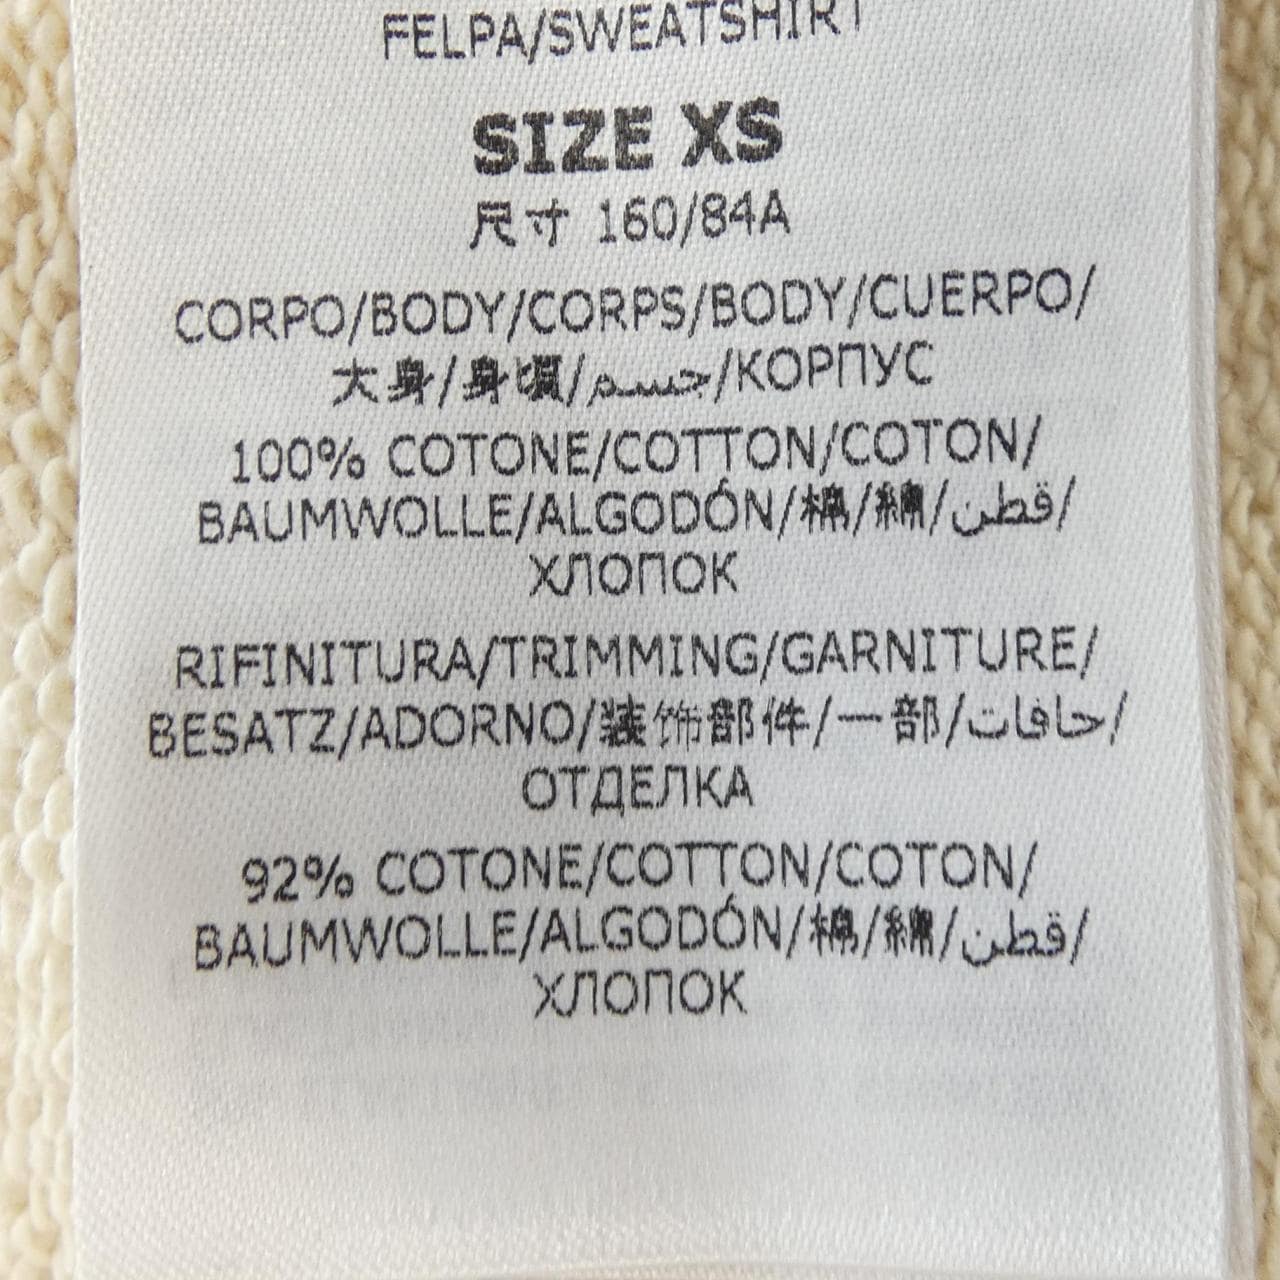 FELPA/SWEATSHIRT
SIZE XS
尺寸 160/84A
CORPO/BODY/CORPS/BODY/CUERPO/
大身/身頃/جسم/КОРПУС
100% COTONE/COTTON/COTON/
BAUMWOLLE/ALGODÓN/棉/綿/قطن/
ХЛОПОК
RIFINITURA/TRIMMING/GARNITURE/
BESATZ/ADORNO/装饰部件/一部/حافات/
ОТДЕЛКА
92% COTONE/COTTON/COTON/
BAUMWOLLE/ALGODÓN/棉/綿/قطن/
ХЛОПОК